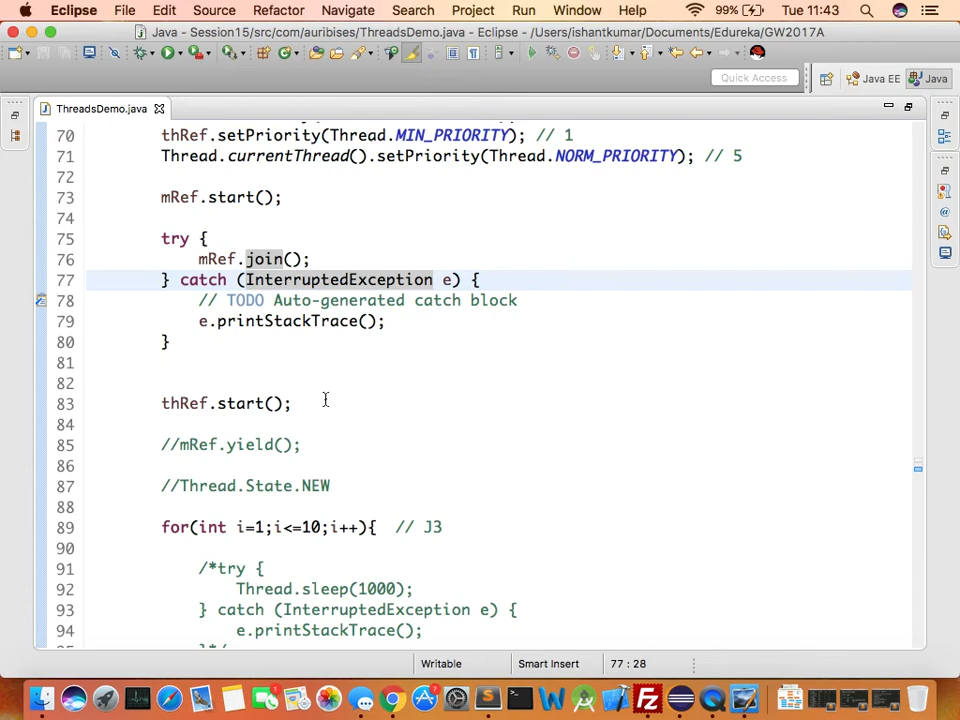 Eclipse File Edit Source Refactor Navigate Search Project Run Window Help 99% Tue 11:43
Java - Session15/src/com/auribises/ThreadsDemo.java - Eclipse - /Users/ishantkumar/Documents/Edureka/GW2017A
Quick Access Java EE Java
ThreadsDemo.java
70 thRef.setPriority(Thread.MIN_PRIORITY); // 1
71 Thread.currentThread().setPriority(Thread.NORM_PRIORITY); // 5
72
73 mRef.start();
74
75 try {
76 mRef.join();
77 } catch (InterruptedException e) {
78 // TODO Auto-generated catch block
79 e.printStackTrace();
80 }
81
82
83 thRef.start();
84
85 //mRef.yield();
86
87 //Thread.State.NEW
88
89 for(int i=1;i<=10;i++){ // J3
90
91 /*try {
92 Thread.sleep(1000);
93 } catch (InterruptedException e) {
94 e.printStackTrace();
Writable Smart Insert 77 : 28